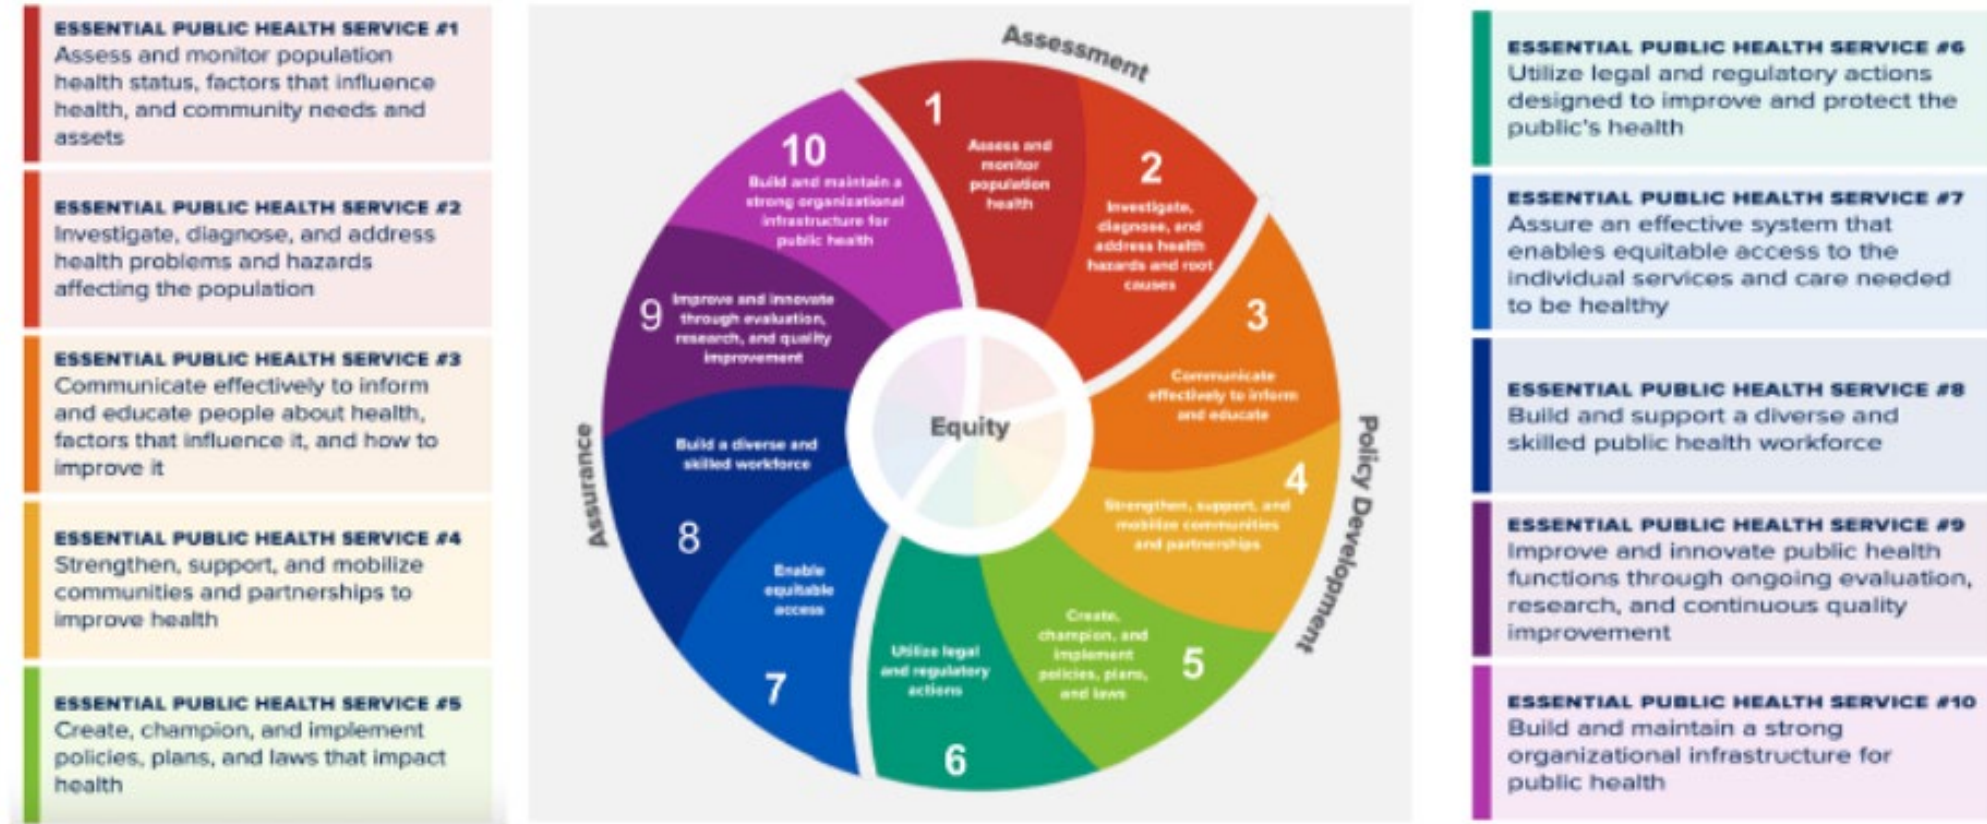 ESSENTIAL PUBLIC HEALTH SERVICE #1
Assess and monitor population
health status, factors that influence
health, and community needs and
assets
ESSENTIAL PUBLIC HEALTH SERVICE #2
Investigate, diagnose, and address
health problems and hazards
affecting the population
ESSENTIAL PUBLIC HEALTH SERVICE #3
Communicate effectively to inform
and educate people about health,
factors that influence it, and how to
improve it
ESSENTIAL PUBLIC HEALTH SERVICE #4
Strengthen, support, and mobilize
communities and partnerships to
improve health
ESSENTIAL PUBLIC HEALTH SERVICE #5
Create, champion, and implement
policies, plans, and laws that impact
health
Assessment
Policy Development
Assurance
Equity
1
Assess and
monitor
population
health
2
Investigate,
diagnose, and
address health
hazards and root
causes
3
Communicate
effectively to inform
and educate
4
Strengthen, support, and
mobilize communities
and partnerships
5
Create,
champion, and
implement
policies, plans,
and laws
6
Utilize legal
and regulatory
actions
7
Enable
equitable
access
8
Build a diverse and
skilled workforce
9
Improve and innovate
through evaluation,
research, and quality
improvement
10
Build and maintain a
strong organizational
infrastructure for
public health
ESSENTIAL PUBLIC HEALTH SERVICE #6
Utilize legal and regulatory actions
designed to improve and protect the
public's health
ESSENTIAL PUBLIC HEALTH SERVICE #7
Assure an effective system that
enables equitable access to the
individual services and care needed
to be healthy
ESSENTIAL PUBLIC HEALTH SERVICE #8
Build and support a diverse and
skilled public health workforce
ESSENTIAL PUBLIC HEALTH SERVICE #9
Improve and innovate public health
functions through ongoing evaluation,
research, and continuous quality
improvement
ESSENTIAL PUBLIC HEALTH SERVICE #10
Build and maintain a strong
organizational infrastructure for
public health